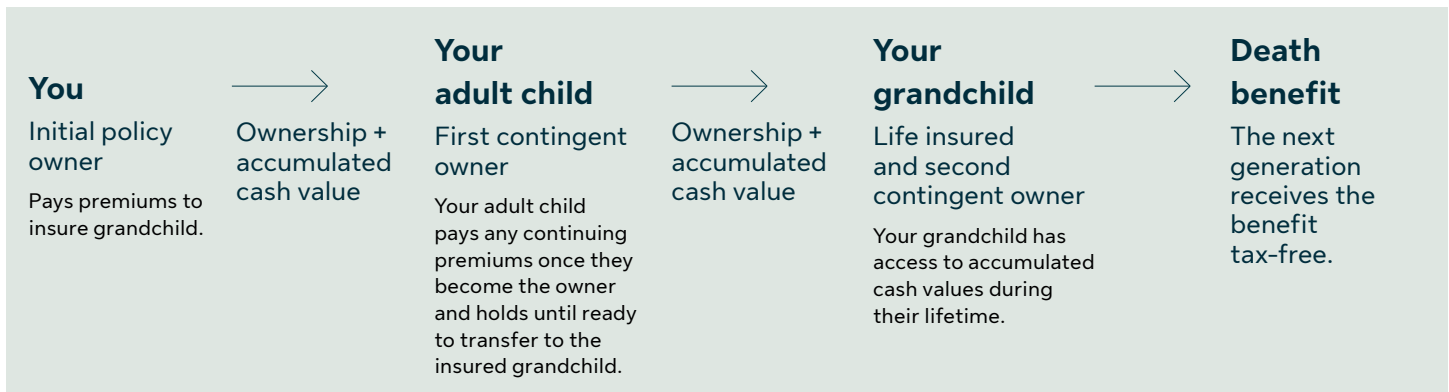 You
Initial policy
owner
Pays premiums to
insure grandchild.
Ownership +
accumulated
cash value
Your
adult child
First contingent
owner
Your adult child
pays any continuing
premiums once they
become the owner
and holds until ready
to transfer to the
insured grandchild.
Ownership +
accumulated
cash value
Your
grandchild
Life insured
and second
contingent owner
Your grandchild has
access to accumulated
cash values during
their lifetime.
Death
benefit
The next
generation
receives the
benefit
tax-free.